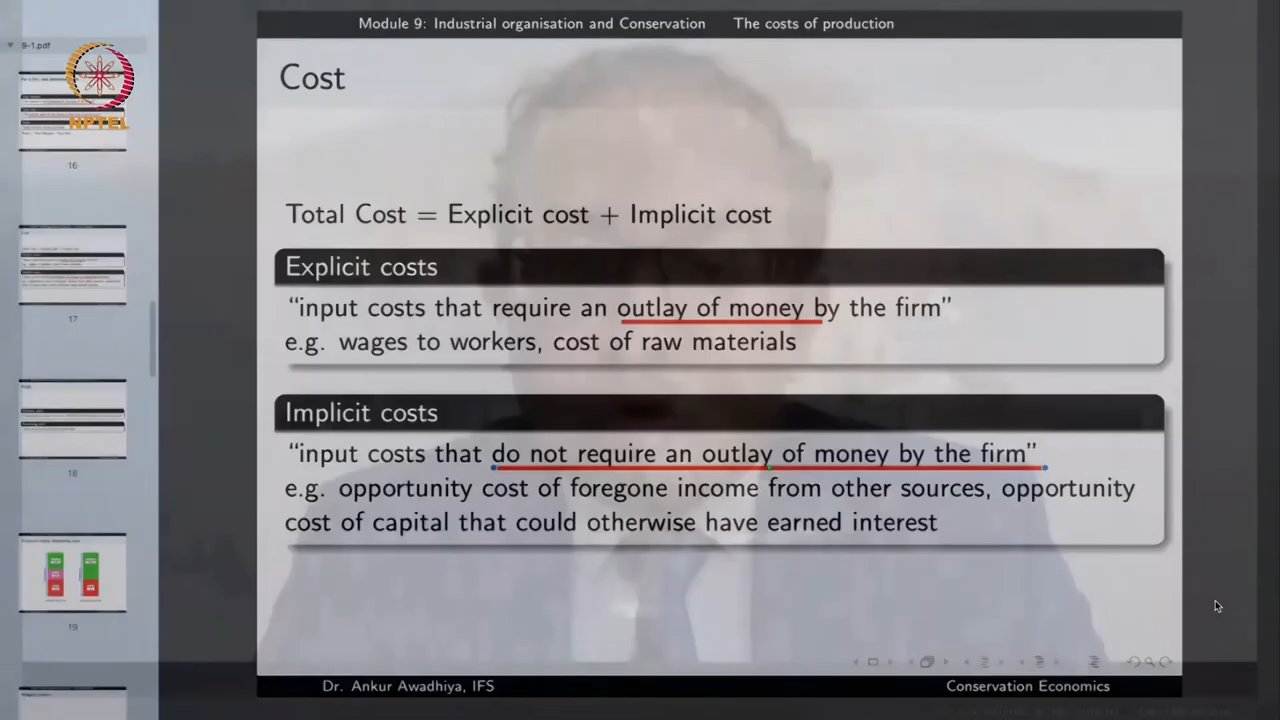 Module 9: Industrial organisation and Conservation The costs of production
9-1.pdf
NPTEL
16
17
18
19
Cost
Total Cost = Explicit cost + Implicit cost
Explicit costs
“input costs that require an outlay of money by the firm”
e.g. wages to workers, cost of raw materials
Implicit costs
“input costs that do not require an outlay of money by the firm”
e.g. opportunity cost of foregone income from other sources, opportunity
cost of capital that could otherwise have earned interest
Dr. Ankur Awadhiya, IFS Conservation Economics